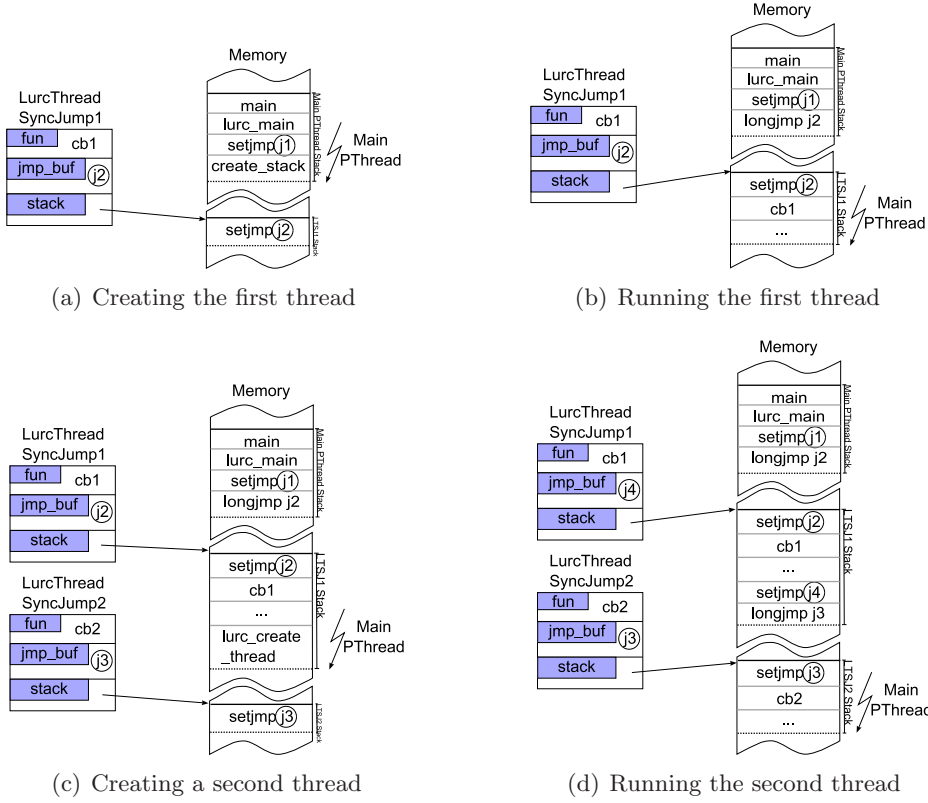 Memory
LurcThread
SyncJump1
fun
cb1
jmp_buf
j2
stack
main
lurc_main
setjmp j1
create_stack
Main PThread Stack
setjmp j2
LTSJ1 Stack
Main
PThread
(a) Creating the first thread
Memory
LurcThread
SyncJump1
fun
cb1
jmp_buf
j2
stack
main
lurc_main
setjmp j1
longjmp j2
Main PThread Stack
setjmp j2
cb1
...
LTSJ1 Stack
Main
PThread
(b) Running the first thread
Memory
LurcThread
SyncJump1
fun
cb1
jmp_buf
j2
stack
LurcThread
SyncJump2
fun
cb2
jmp_buf
j3
stack
main
lurc_main
setjmp j1
longjmp j2
Main PThread Stack
setjmp j2
cb1
...
lurc_create
_thread
LTSJ1 Stack
Main
PThread
setjmp j3
LTSJ2 Stack
(c) Creating a second thread
Memory
LurcThread
SyncJump1
fun
cb1
jmp_buf
j4
stack
LurcThread
SyncJump2
fun
cb2
jmp_buf
j3
stack
main
lurc_main
setjmp j1
longjmp j2
Main PThread Stack
setjmp j2
cb1
...
setjmp j4
longjmp j3
LTSJ1 Stack
setjmp j3
cb2
...
LTSJ2 Stack
Main
PThread
(d) Running the second thread